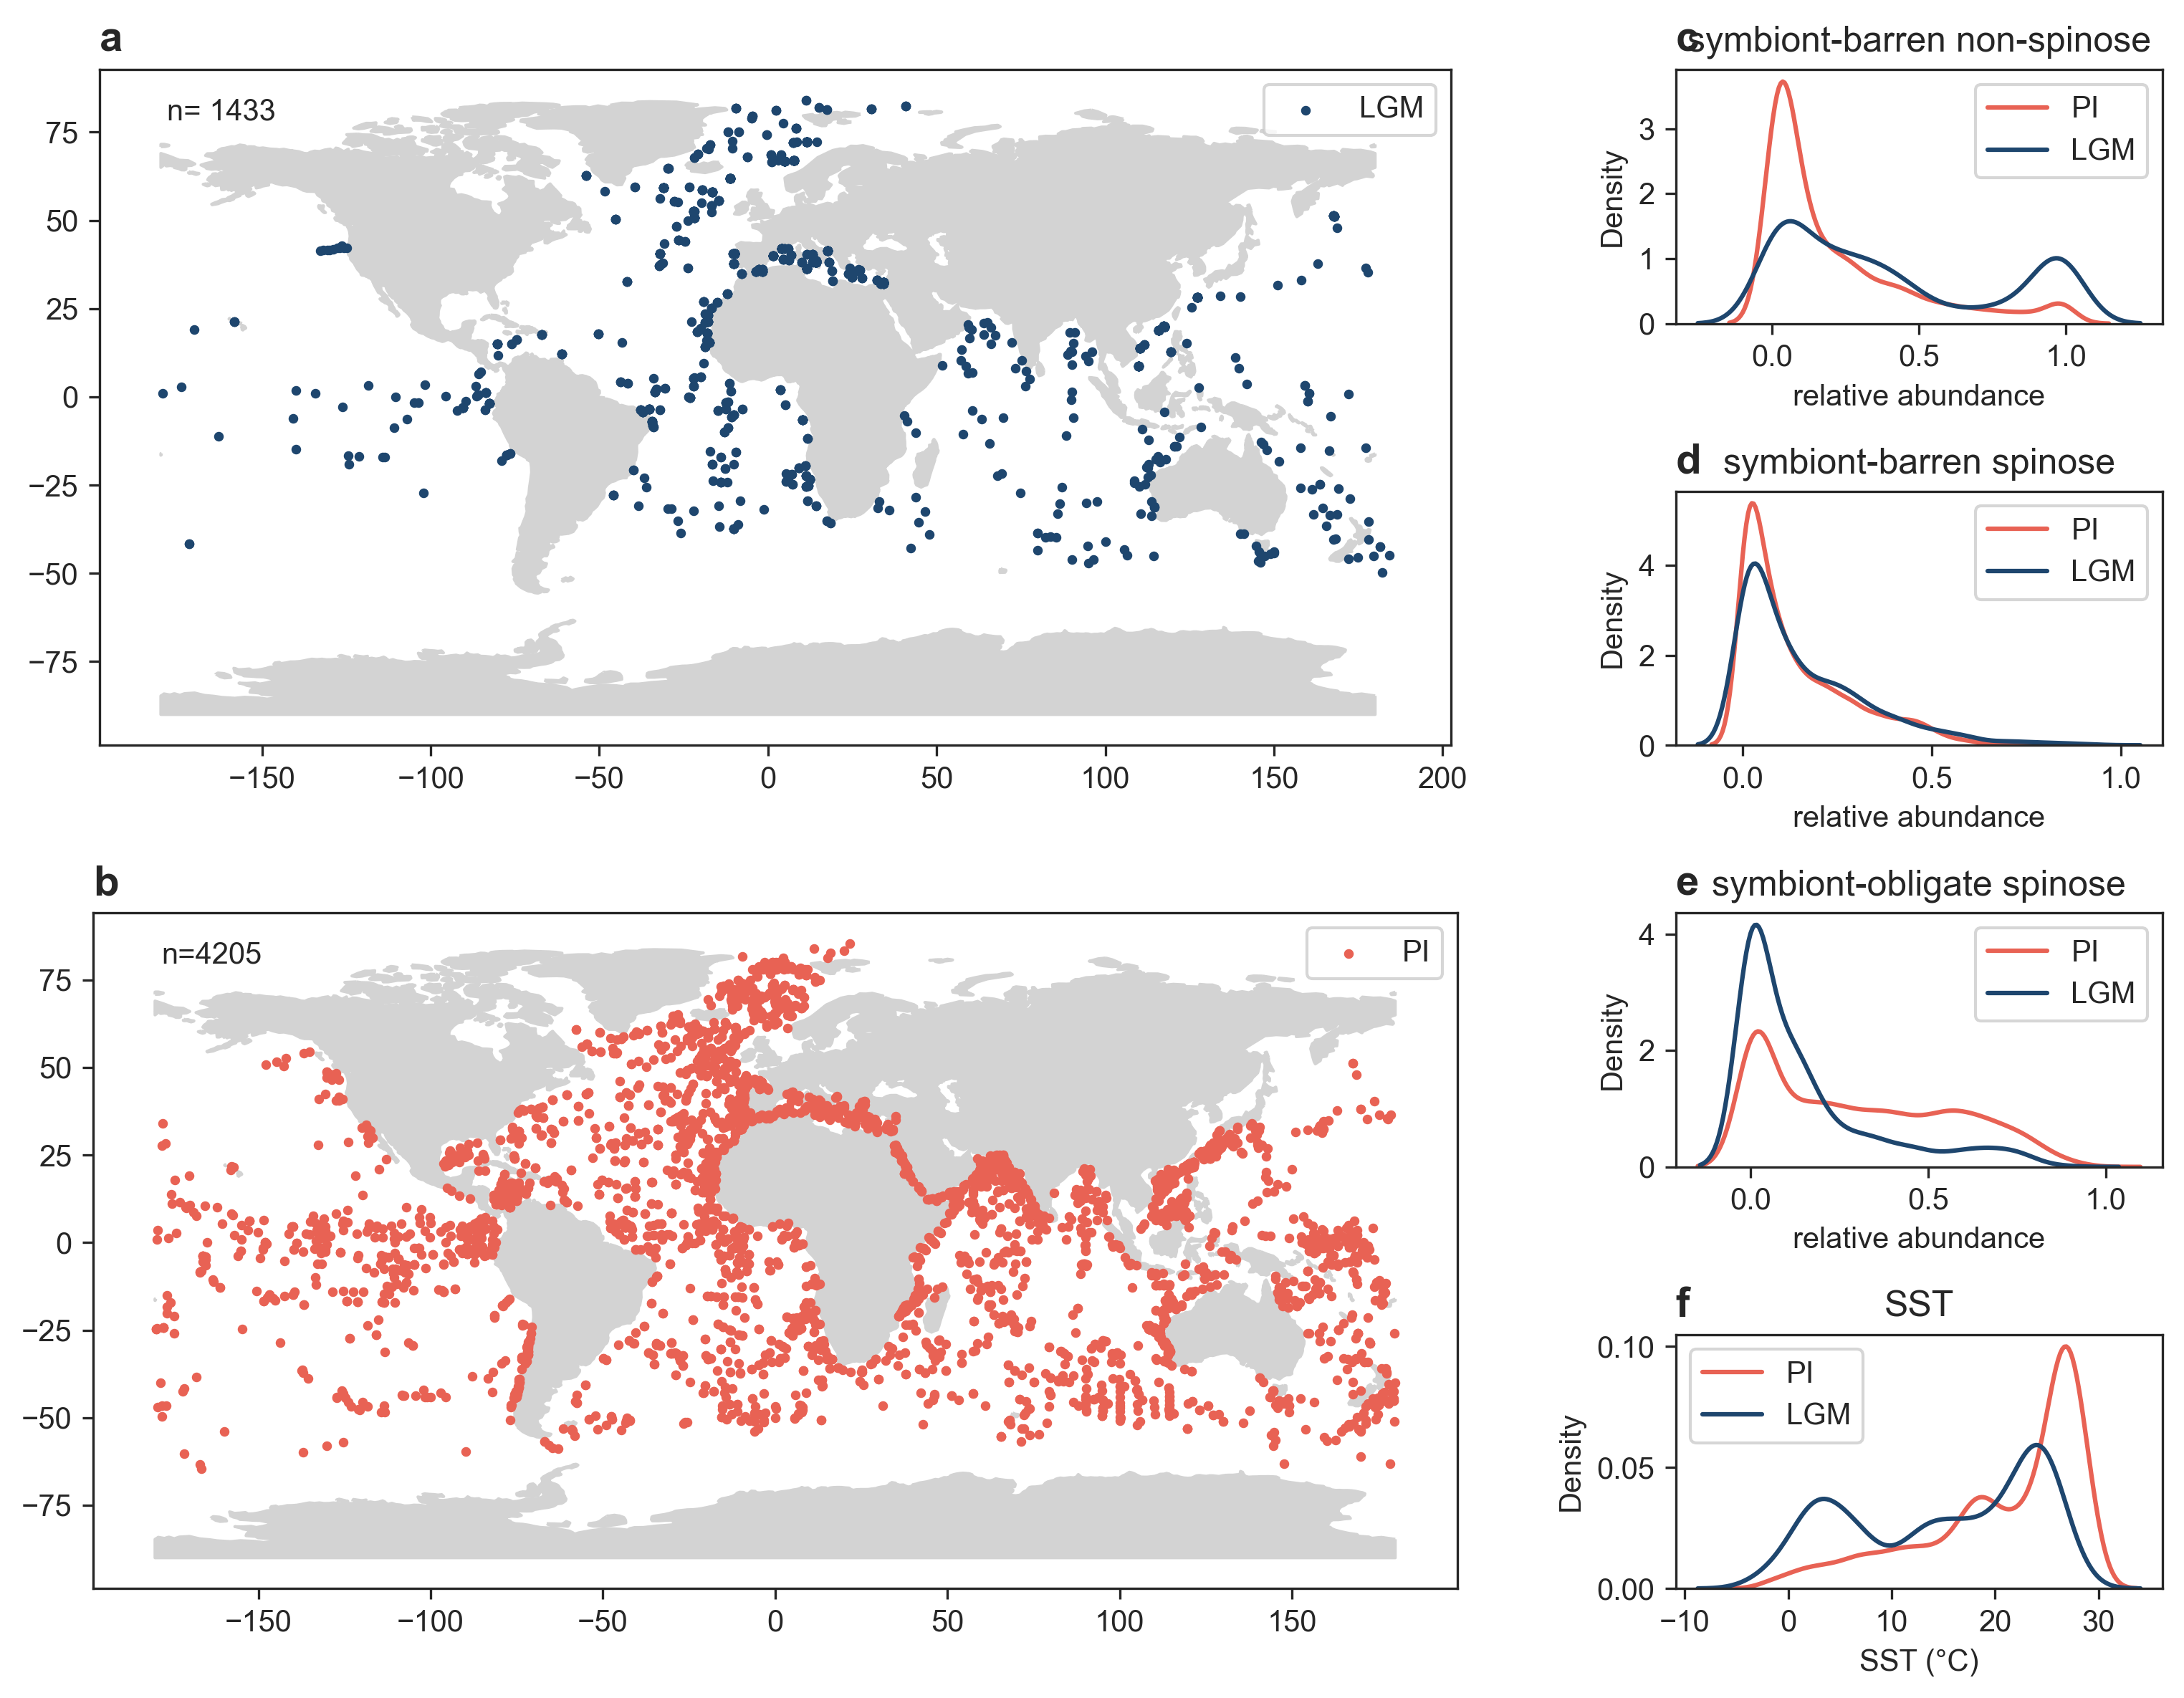 a
n= 1433
LGM
75
50
25
0
−25
−50
−75
−150 −100 −50 0 50 100 150 200
b
n=4205
PI
75
50
25
0
−25
−50
−75
−150 −100 −50 0 50 100 150
c symbiont-barren non-spinose
PI
LGM
Density
3
2
1
0
0.0 0.5 1.0
relative abundance
d symbiont-barren spinose
PI
LGM
Density
4
2
0
0.0 0.5 1.0
relative abundance
e symbiont-obligate spinose
PI
LGM
Density
4
2
0
0.0 0.5 1.0
relative abundance
f SST
PI
LGM
Density
0.10
0.05
0.00
−10 0 10 20 30
SST (°C)